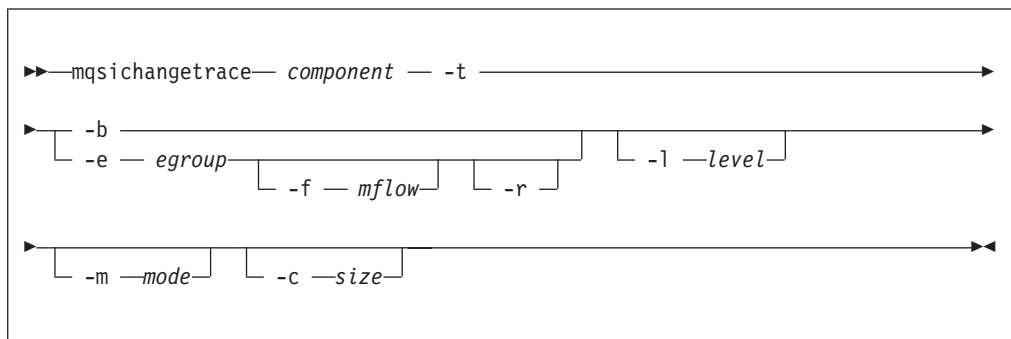 mqsichangetrace component -t
-b
-e egroup
-l level
-f mflow
-r
-m mode
-c size